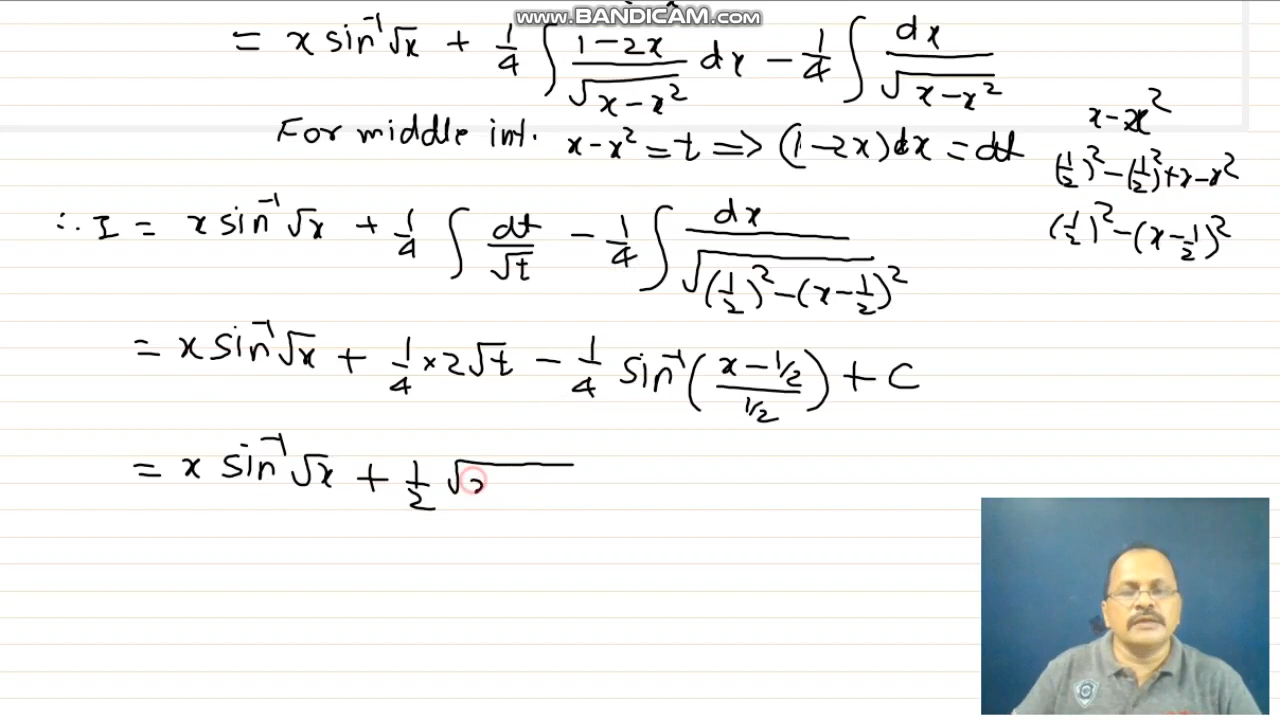 www.BANDICAM.com
= x sin⁻¹ √x + 1/4 ∫ (1-2x)/√(x-x²) dx - 1/4 ∫ dx/√(x-x²)
x-x²
For middle int. x-x² = t ⇒ (1-2x)dx = dt
(1/2)² - (1/2)² + x - x²
∴ I = x sin⁻¹ √x + 1/4 ∫ dt/√t - 1/4 ∫ dx/√((1/2)² - (x-1/2)²)
(1/2)² - (x-1/2)²
= x sin⁻¹ √x + 1/4 × 2√t - 1/4 sin⁻¹ ((x-1/2)/(1/2)) + C
= x sin⁻¹ √x + 1/2 √